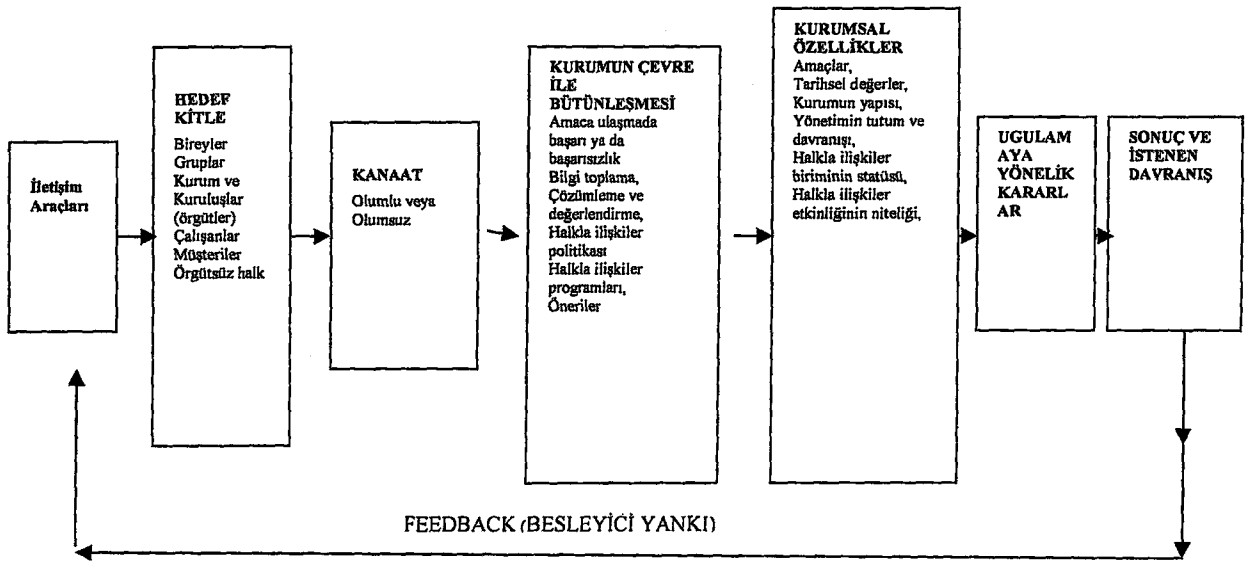 İletişim
Araçları
HEDEF
KİTLE
Bireyler
Gruplar
Kurum ve
Kuruluşlar
(örgütler)
Çalışanlar
Müşteriler
Örgütsüz halk
KANAAT
Olumlu veya
Olumsuz
KURUMUN ÇEVRE
İLE
BÜTÜNLEŞMESİ
Amaca ulaşmada
başarı ya da
başarısızlık
Bilgi toplama,
Çözümleme ve
değerlendirme,
Halkla ilişkiler
politikası
Halkla ilişkiler
programları,
Öneriler
KURUMSAL
ÖZELLİKLER
Amaçlar,
Tarihsel değerler,
Kurumun yapısı,
Yönetimin tutum ve
davranışı,
Halkla ilişkiler
biriminin statüsü,
Halkla ilişkiler
etkinliğinin niteliği,
UGULAM
AYA
YÖNELİK
KARARL
AR
SONUÇ VE
İSTENEN
DAVRANIŞ
FEEDBACK (BESLEYİCİ YANKI)